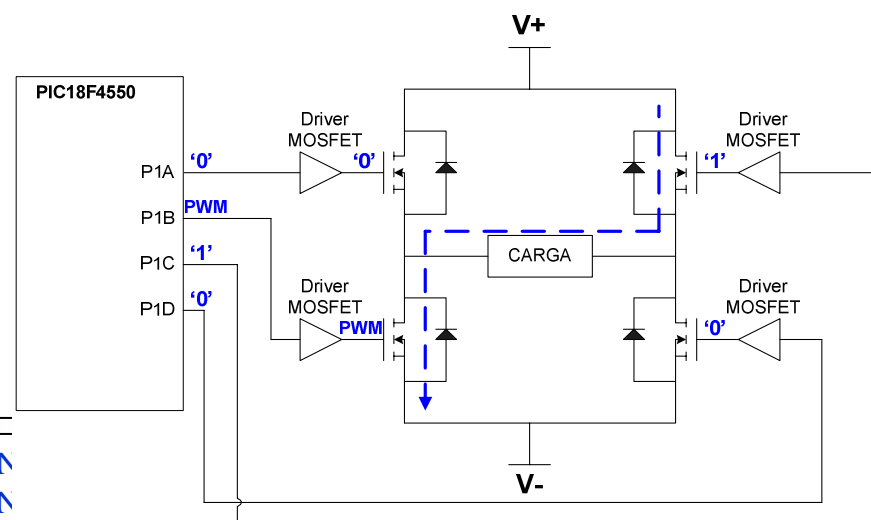 V+
PIC18F4550
Driver
MOSFET
Driver
MOSFET
P1A
'0'
'0'
'1'
P1B
PWM
P1C
'1'
CARGA
P1D
'0'
Driver
MOSFET
PWM
Driver
MOSFET
'0'
V-
N
N